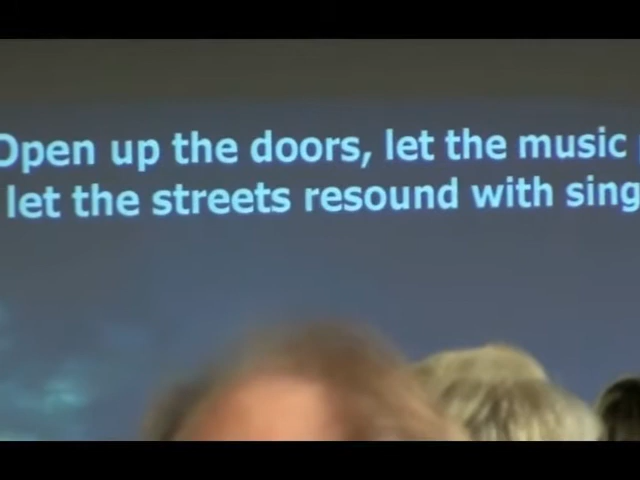 Open up the doors, let the music
let the streets resound with sing